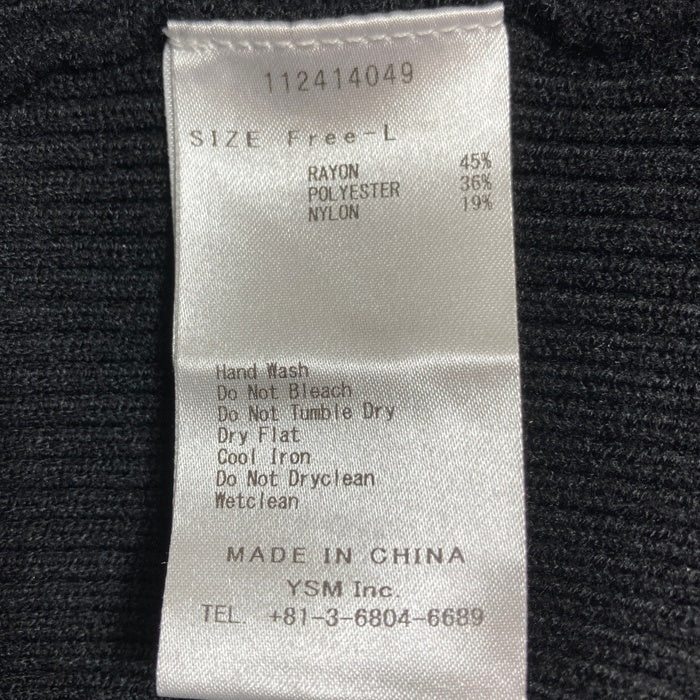 112414049
SIZE Free-L
RAYON 45%
POLYESTER 36%
NYLON 19%
Hand Wash
Do Not Bleach
Do Not Tumble Dry
Dry Flat
Cool Iron
Do Not Dryclean
Wetclean
MADE IN CHINA
YSM Inc.
TEL. +81-3-6804-6689